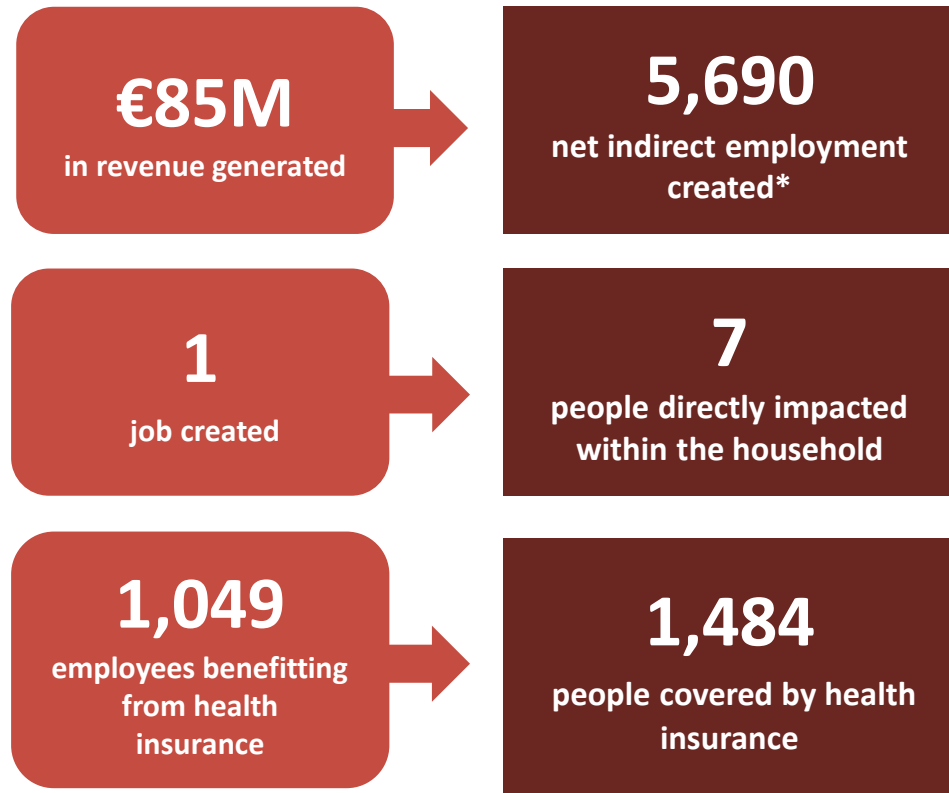 €85M
in revenue generated
5,690
net indirect employment
created*
1
job created
7
people directly impacted
within the household
1,049
employees benefitting
from health
insurance
1,484
people covered by health
insurance